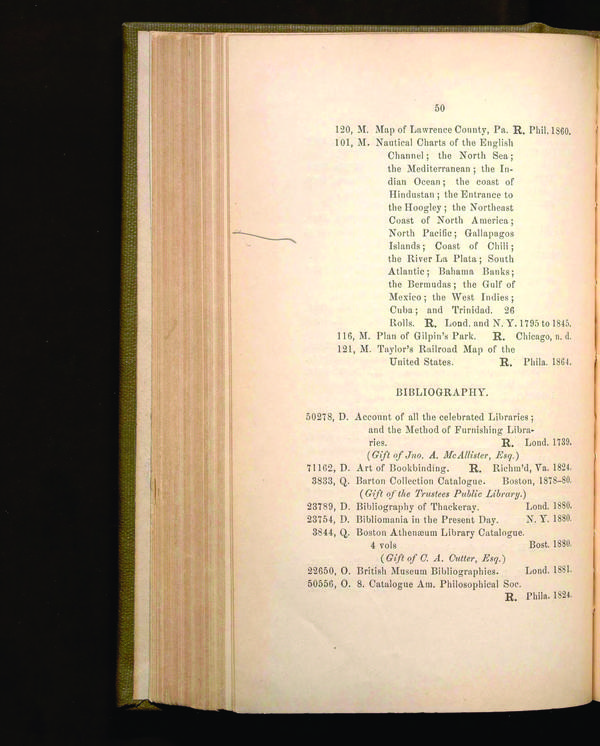 50
120, M. Map of Lawrence County, Pa. R. Phil. 1860.
101, M. Nautical Charts of the English
Channel; the North Sea;
the Mediterranean; the In-
dian Ocean; the coast of
Hindustan; the Entrance to
the Hoogley; the Northeast
Coast of North America;
North Pacific; Gallapagos
Islands; Coast of Chili;
the River La Plata; South
Atlantic; Bahama Banks;
the Bermudas; the Gulf of
Mexico; the West Indies;
Cuba; and Trinidad. 26
Rolls. R. Lond. and N. Y. 1795 to 1845.
116, M. Plan of Gilpin's Park. R. Chicago, n. d.
121, M. Taylor's Railroad Map of the
United States. R. Phila. 1864.
BIBLIOGRAPHY.
50278, D. Account of all the celebrated Libraries;
and the Method of Furnishing Libra-
ries. R. Lond. 1739.
(Gift of Jno. A. McAllister, Esq.)
71162, D. Art of Bookbinding. R. Richm'd, Va. 1824.
3833, Q. Barton Collection Catalogue. Boston, 1878-80.
(Gift of the Trustees Public Library.)
23789, D. Bibliography of Thackeray. Lond. 1880.
23754, D. Bibliomania in the Present Day. N. Y. 1880.
3844, Q. Boston Athenæum Library Catalogue.
4 vols Bost. 1880.
(Gift of C. A. Cutter, Esq.)
22650, O. British Museum Bibliographies. Lond. 1881.
50556, O. 8. Catalogue Am. Philosophical Soc.
R. Phila. 1824.